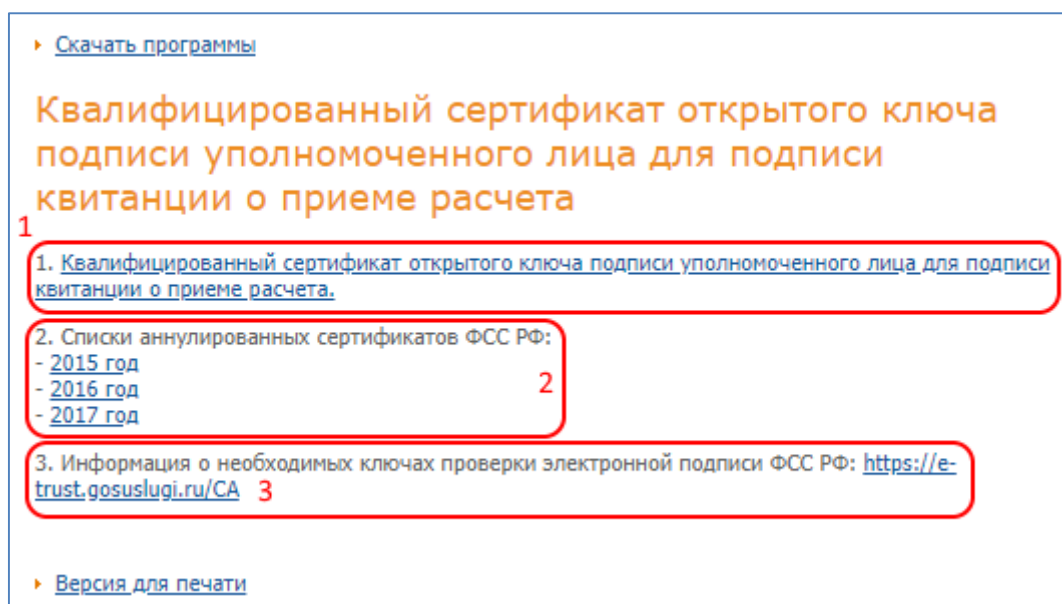 Скачать программы
Квалифицированный сертификат открытого ключа
подписи уполномоченного лица для подписи
квитанции о приеме расчета
1
1. Квалифицированный сертификат открытого ключа подписи уполномоченного лица для подписи
квитанции о приеме расчета.
2. Списки аннулированных сертификатов ФСС РФ:
- 2015 год
- 2016 год 2
- 2017 год
3. Информация о необходимых ключах проверки электронной подписи ФСС РФ: https://e-
trust.gosuslugi.ru/CA 3
Версия для печати